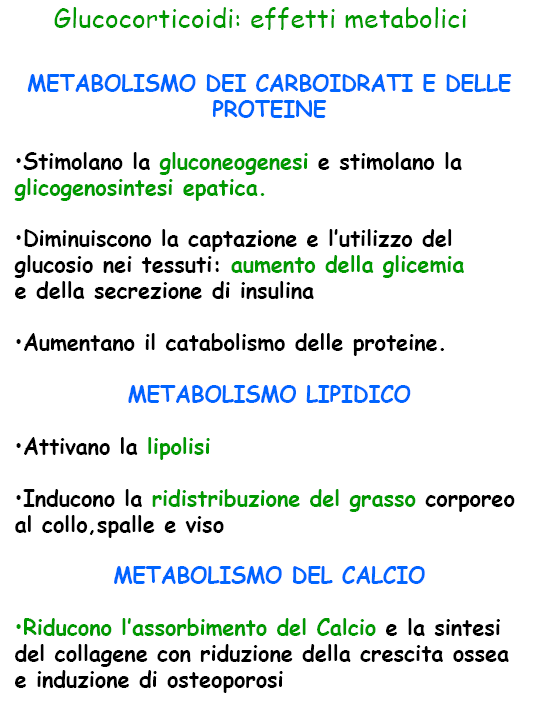 Glucocorticoidi: effetti metabolici
METABOLISMO DEI CARBOIDRATI E DELLE
PROTEINE
•Stimolano la gluconeogenesi e stimolano la
glicogenosintesi epatica.
•Diminuiscono la captazione e l’utilizzo del
glucosio nei tessuti: aumento della glicemia
e della secrezione di insulina
•Aumentano il catabolismo delle proteine.
METABOLISMO LIPIDICO
•Attivano la lipolisi
•Inducono la ridistribuzione del grasso corporeo
al collo,spalle e viso
METABOLISMO DEL CALCIO
•Riducono l’assorbimento del Calcio e la sintesi
del collagene con riduzione della crescita ossea
e induzione di osteoporosi